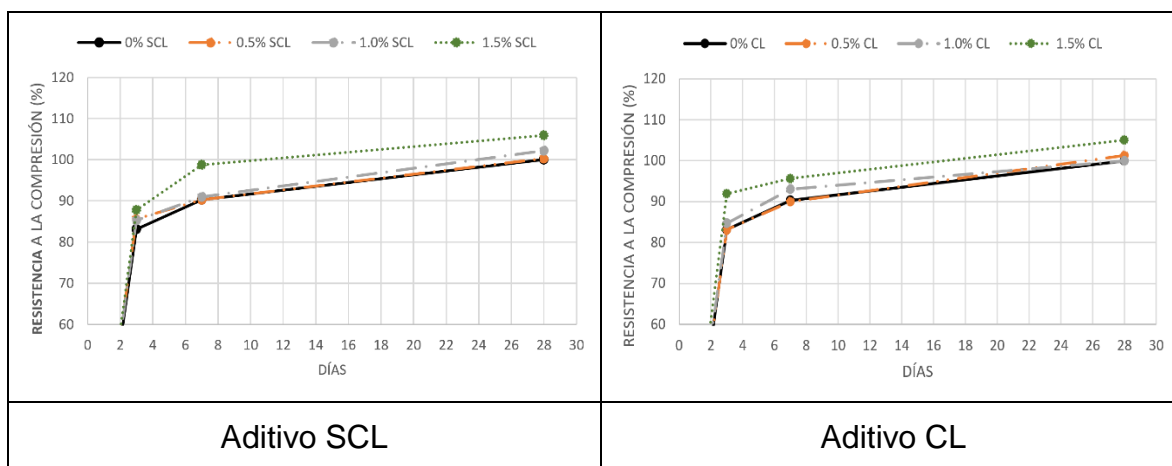 0% SCL 0.5% SCL 1.0% SCL 1.5% SCL
RESISTENCIA A LA COMPRESIÓN (%)
120
110
100
90
80
70
60
0 2 4 6 8 10 12 14 16 18 20 22 24 26 28 30
DÍAS
Aditivo SCL
0% CL 0.5% CL 1.0% CL 1.5% CL
RESISTENCIA A LA COMPRESIÓN (%)
120
110
100
90
80
70
60
0 2 4 6 8 10 12 14 16 18 20 22 24 26 28 30
DÍAS
Aditivo CL